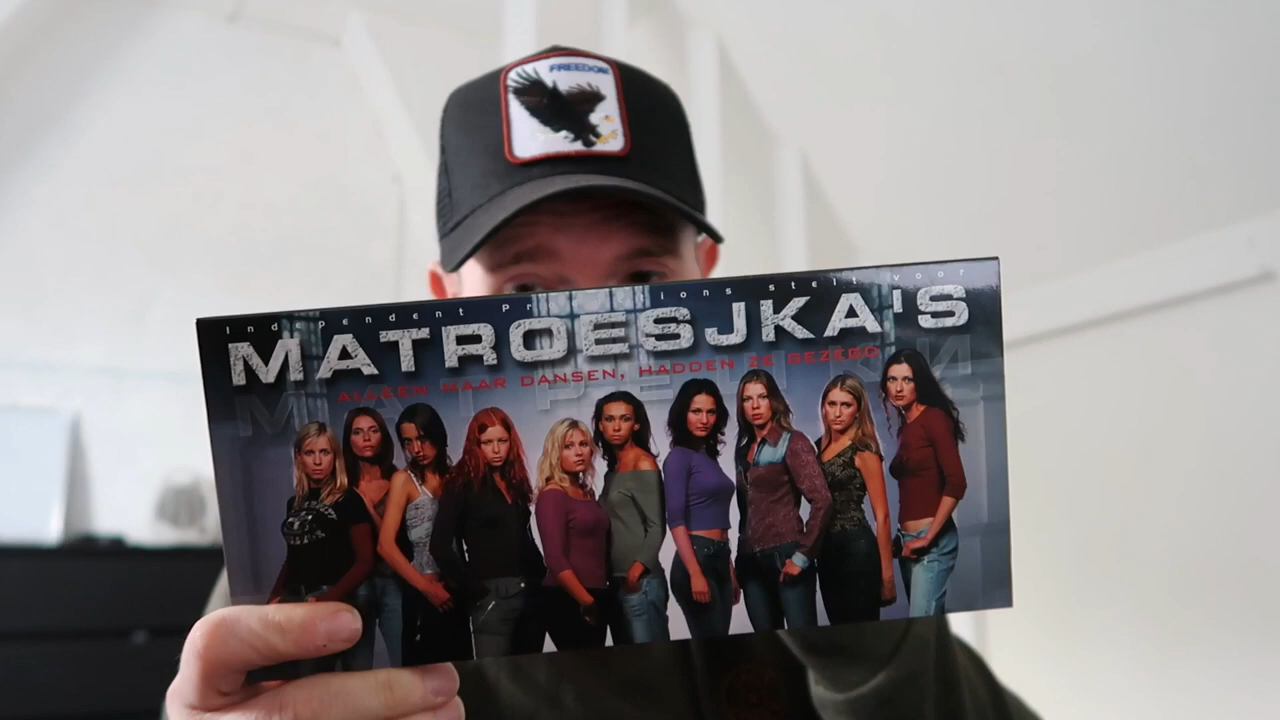 FREEDOM
Independent Productions stelt voor
MATROESJKA'S
ALLEEN MAAR DANSEN, HADDEN ZE GEZEGD